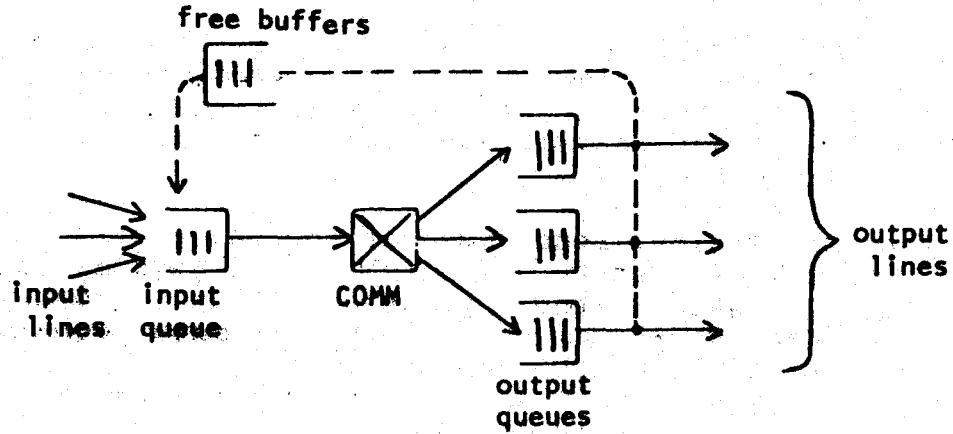 free buffers
input
lines
input
queue
COMM
output
queues
output
lines